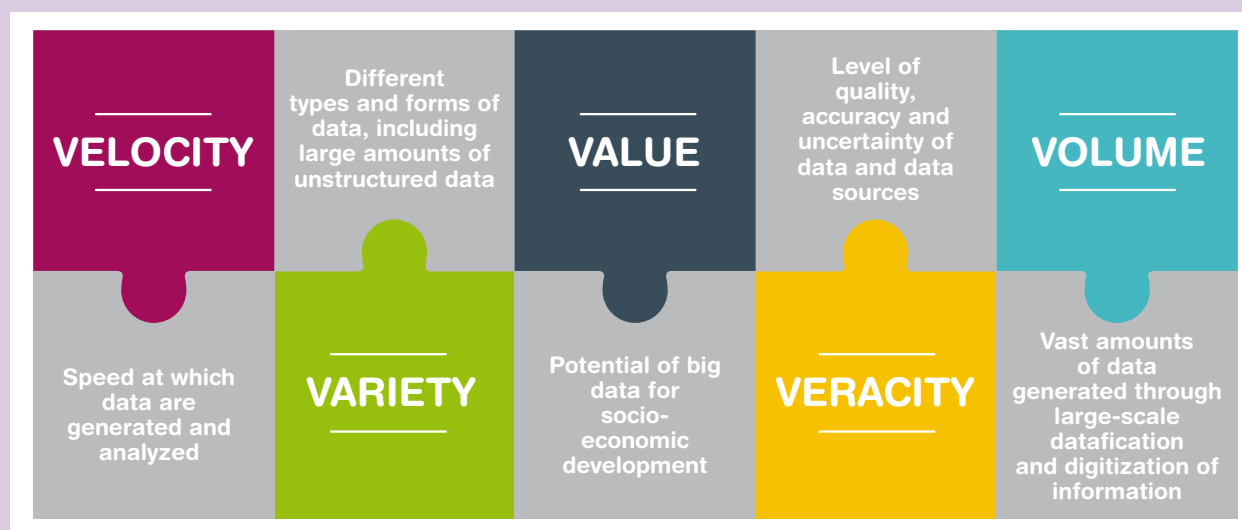 VELOCITY
Speed at which
data are
generated and
analyzed
Different
types and forms of
data, including
large amounts of
unstructured data
VARIETY
VALUE
Potential of big
data for
socio-
economic
development
Level of
quality,
accuracy and
uncertainty of
data and data
sources
VERACITY
VOLUME
Vast amounts
of data
generated through
large-scale
datafication
and digitization of
information